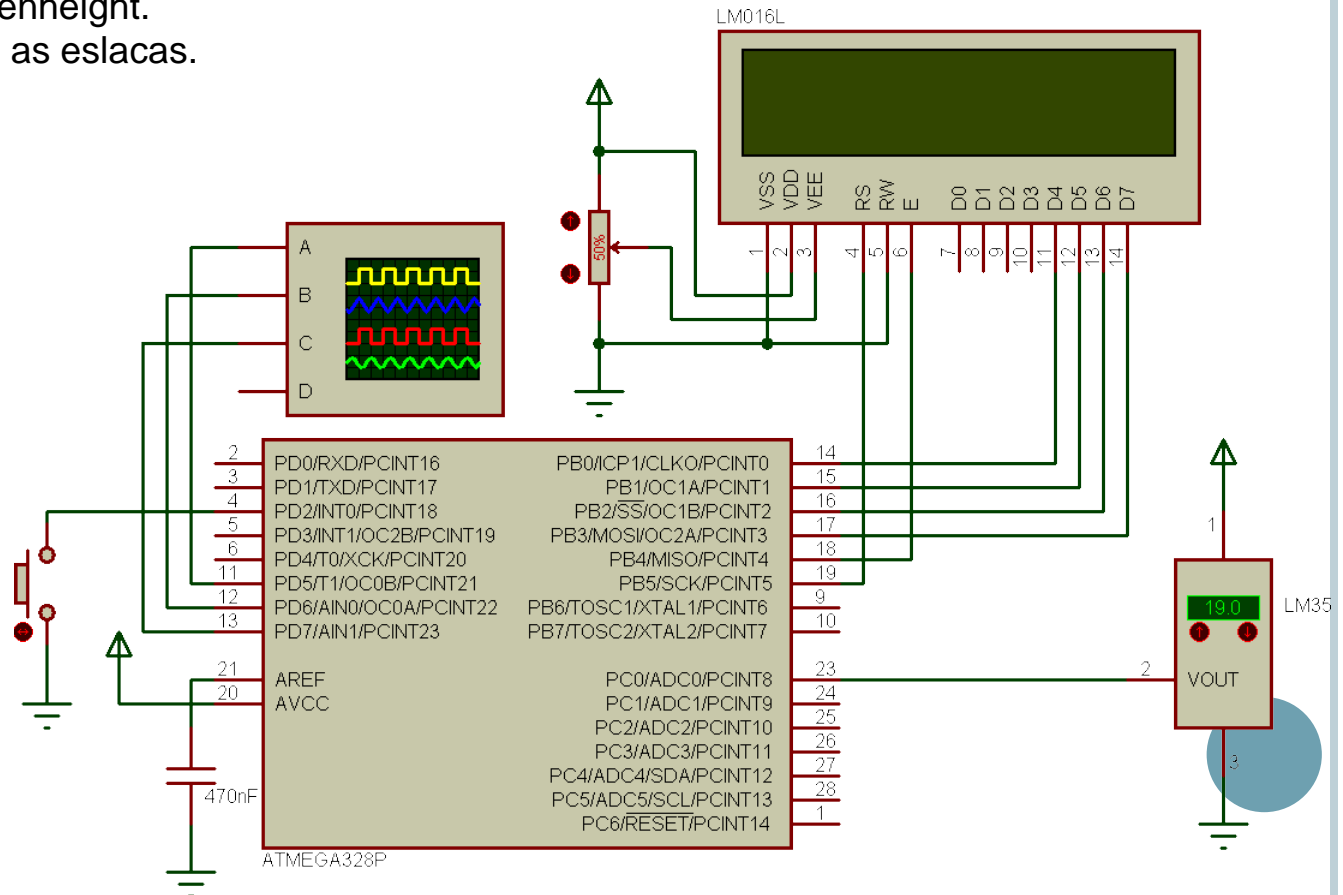 enheight.
as eslacas.
LM016L
VSS
VDD
VEE
RS
RW
E
D0
D1
D2
D3
D4
D5
D6
D7
1
2
3
4
5
6
7
8
9
10
11
12
13
14
50%
A
B
C
D
2 PD0/RXD/PCINT16
3 PD1/TXD/PCINT17
4 PD2/INT0/PCINT18
5 PD3/INT1/OC2B/PCINT19
6 PD4/T0/XCK/PCINT20
11 PD5/T1/OC0B/PCINT21
12 PD6/AIN0/OC0A/PCINT22
13 PD7/AIN1/PCINT23
21 AREF
20 AVCC
PB0/ICP1/CLKO/PCINT0 14
PB1/OC1A/PCINT1 15
PB2/SS/OC1B/PCINT2 16
PB3/MOSI/OC2A/PCINT3 17
PB4/MISO/PCINT4 18
PB5/SCK/PCINT5 19
PB6/TOSC1/XTAL1/PCINT6 9
PB7/TOSC2/XTAL2/PCINT7 10
PC0/ADC0/PCINT8 23
PC1/ADC1/PCINT9 24
PC2/ADC2/PCINT10 25
PC3/ADC3/PCINT11 26
PC4/ADC4/SDA/PCINT12 27
PC5/ADC5/SCL/PCINT13 28
PC6/RESET/PCINT14 1
470nF
ATMEGA328P
1
19.0
LM35
2
VOUT
3